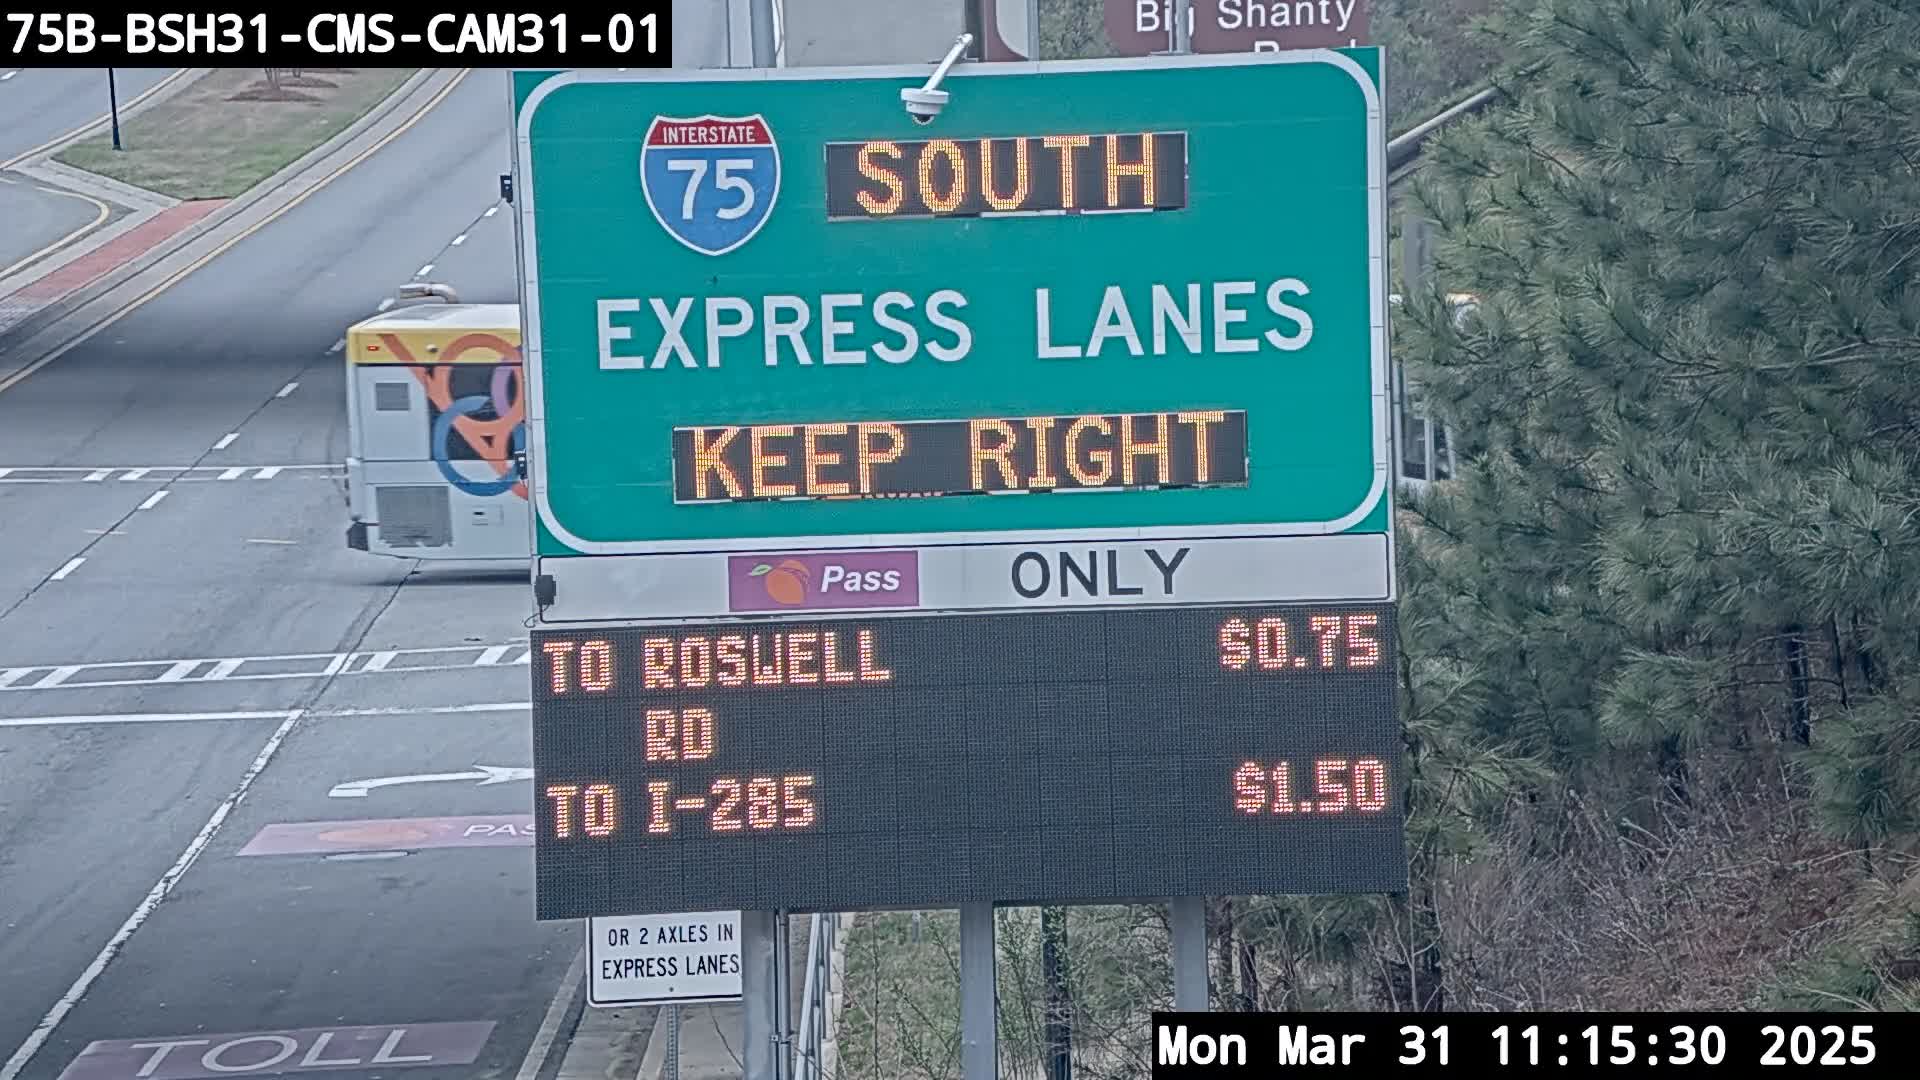 75B-BSH31-CMS-CAM31-01
Big Shanty
INTERSTATE
75
SOUTH
EXPRESS LANES
KEEP RIGHT
Pass ONLY
TO ROSWELL $0.75
RD
TO I-285 $1.50
OR 2 AXLES IN
EXPRESS LANES
TOLL
Mon Mar 31 11:15:30 2025